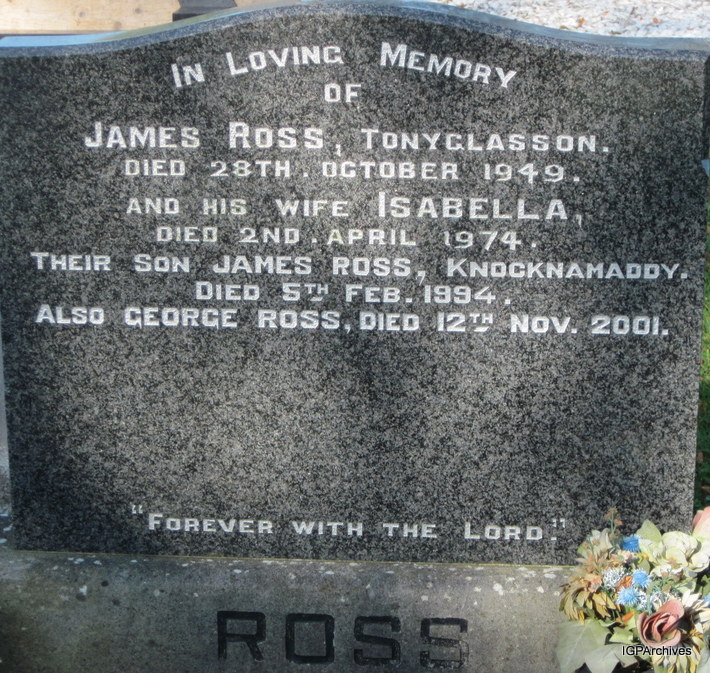 In Loving Memory
OF
James Ross, Tonyglasson.
DIED 28TH. OCTOBER 1949.
AND HIS WIFE ISABELLA,
DIED 2ND. APRIL 1974.
THEIR SON JAMES ROSS, KNOCKNAMADDY.
DIED 5TH FEB. 1994.
ALSO GEORGE ROSS, DIED 12TH NOV. 2001.
"FOREVER WITH THE LORD."
ROSS
IGPArchives